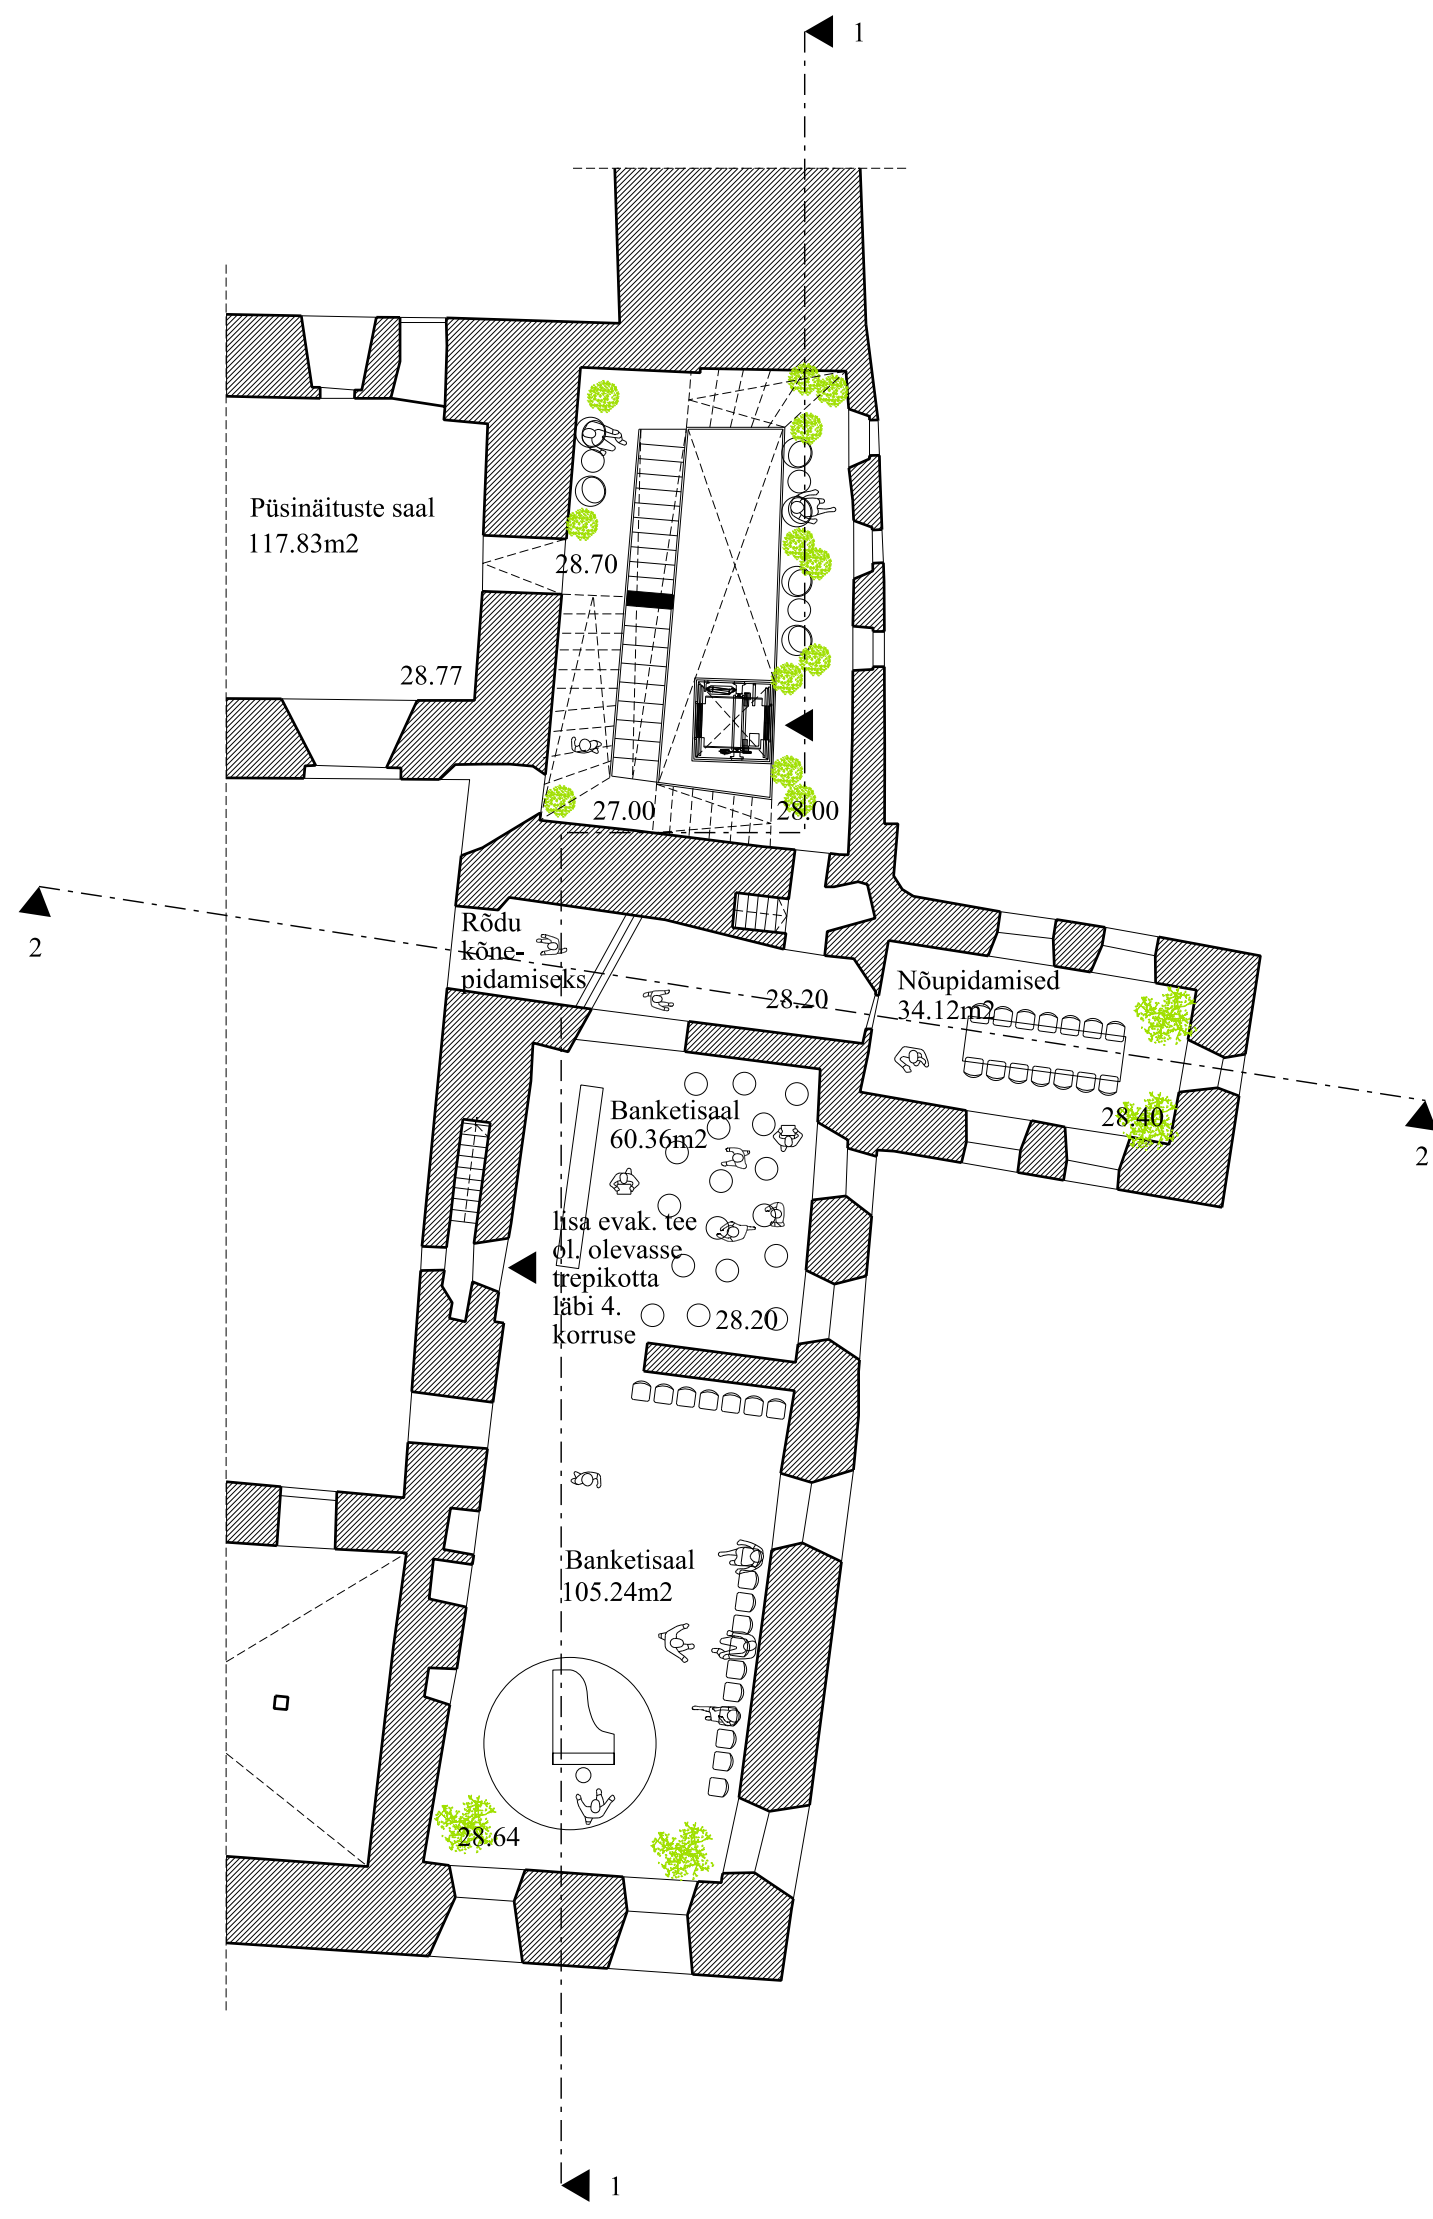 1
Püsinäituste saal
117.83m2
28.70
28.77
27.00
28.00
2
Rõdu
kõne-
pidamiseks
28.20
Nõupidamised
34.12m2
28.40
2
Banketisaal
60.36m2
lisa evak. tee
ol. olevasse
trepikotta
läbi 4.
korruse
28.20
Banketisaal
105.24m2
28.64
1